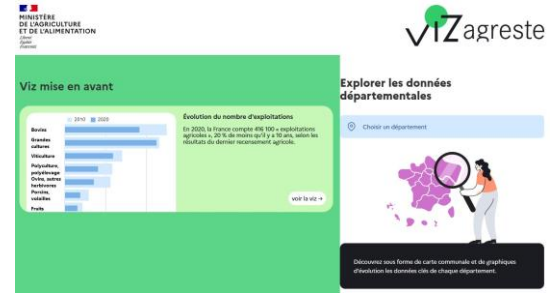 MINISTÈRE
DE L'AGRICULTURE
ET DE L'ALIMENTATION
Liberté
Égalité
Fraternité
vizagreste
Viz mise en avant
2010 2020
Bovins
Grandes
cultures
Viticulture
Polyculture,
polyélevage
Ovins, autres
herbivores
Porcins,
volailles
Fruits
Évolution du nombre d'exploitations
En 2020, la France compte 416 100 « exploitations
agricoles », 20 % de moins qu'il y a 10 ans, selon les
résultats du dernier recensement agricole.
voir la viz →
Explorer les données
départementales
Choisir un département
Découvrez sous forme de carte communale et de graphiques
d'évolution les données clés de chaque département.